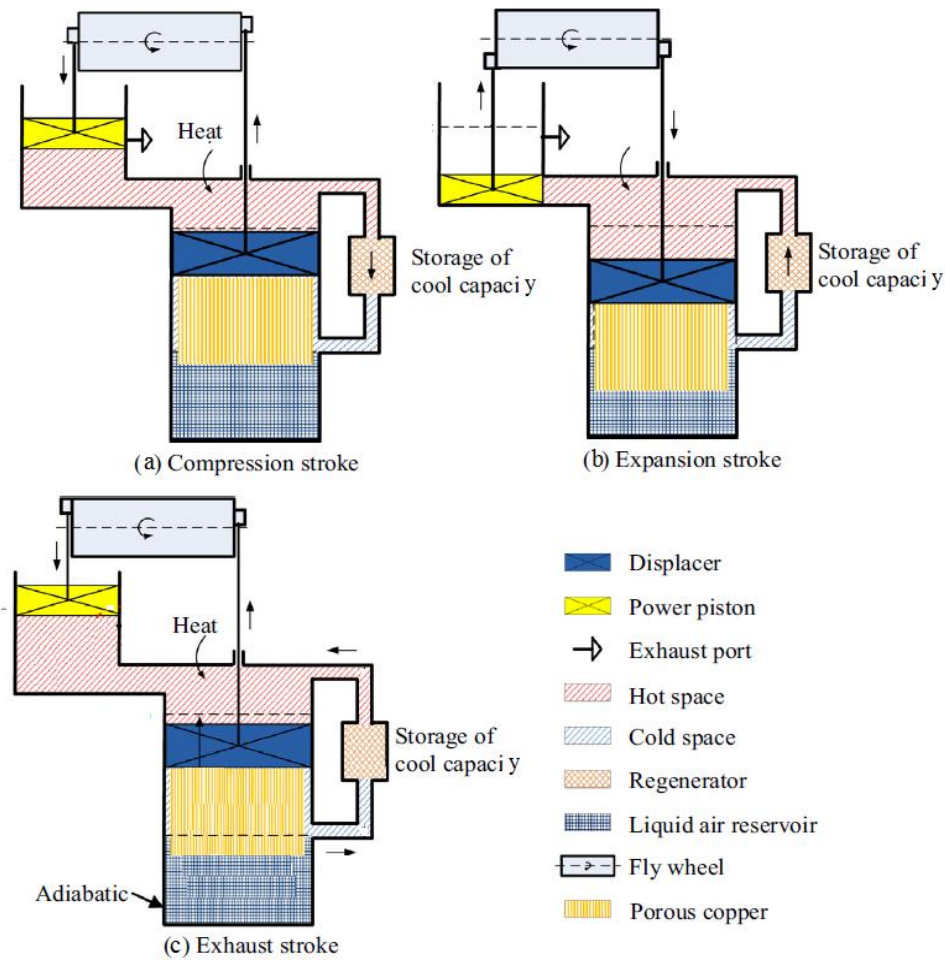 Heat
Storage of
cool capaci y
(a) Compression stroke
Storage of
cool capaci y
(b) Expansion stroke
Heat
Storage of
cool capaci y
Adiabatic
(c) Exhaust stroke
Displacer
Power piston
Exhaust port
Hot space
Cold space
Regenerator
Liquid air reservoir
Fly wheel
Porous copper